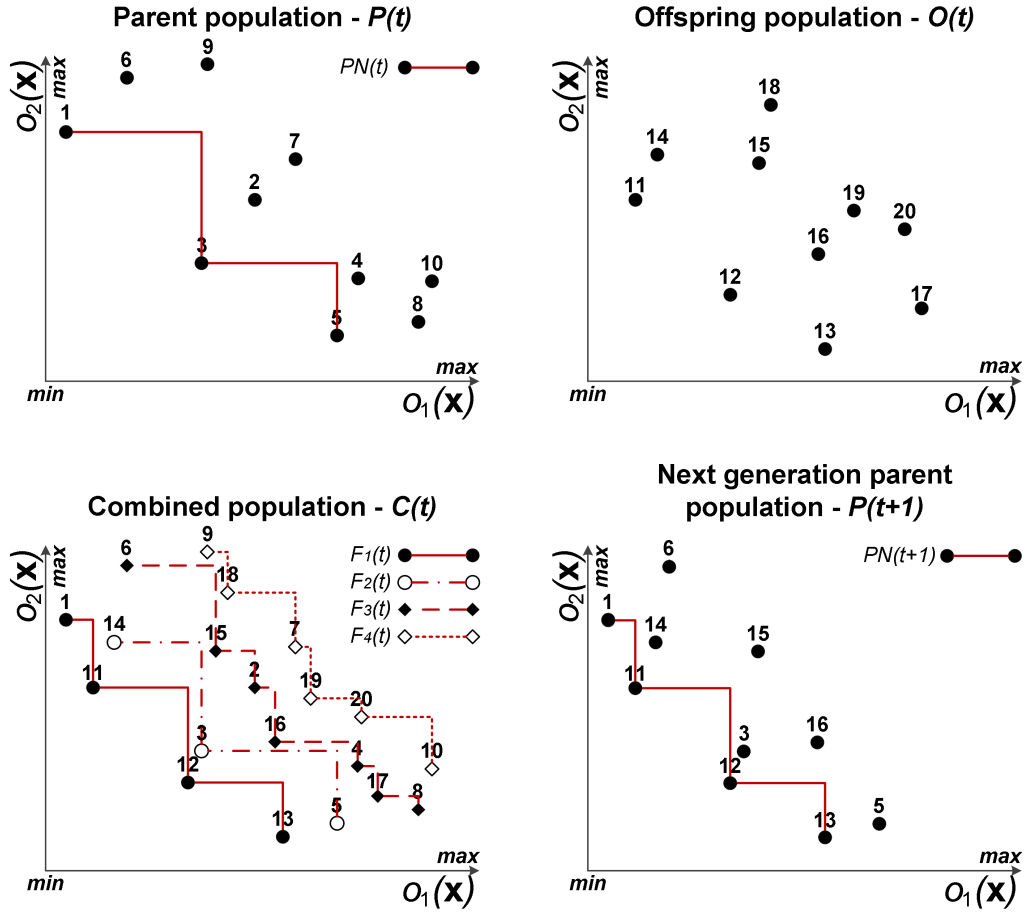 Parent population - P(t)
O2(x)
max
6
9
PN(t)
1
7
2
3
4
10
8
5
max
min
O1(x)
Offspring population - O(t)
O2(x)
max
18
14
15
11
19
20
16
12
17
13
max
min
O1(x)
Combined population - C(t)
O2(x)
max
9
6
F1(t)
18
F2(t)
1
F3(t)
14
15
7
F4(t)
11
2
19
20
3
16
12
4
10
17
8
13
5
max
min
O1(x)
Next generation parent
population - P(t+1)
O2(x)
max
6
PN(t+1)
1
14
15
11
3
16
12
13
5
max
min
O1(x)